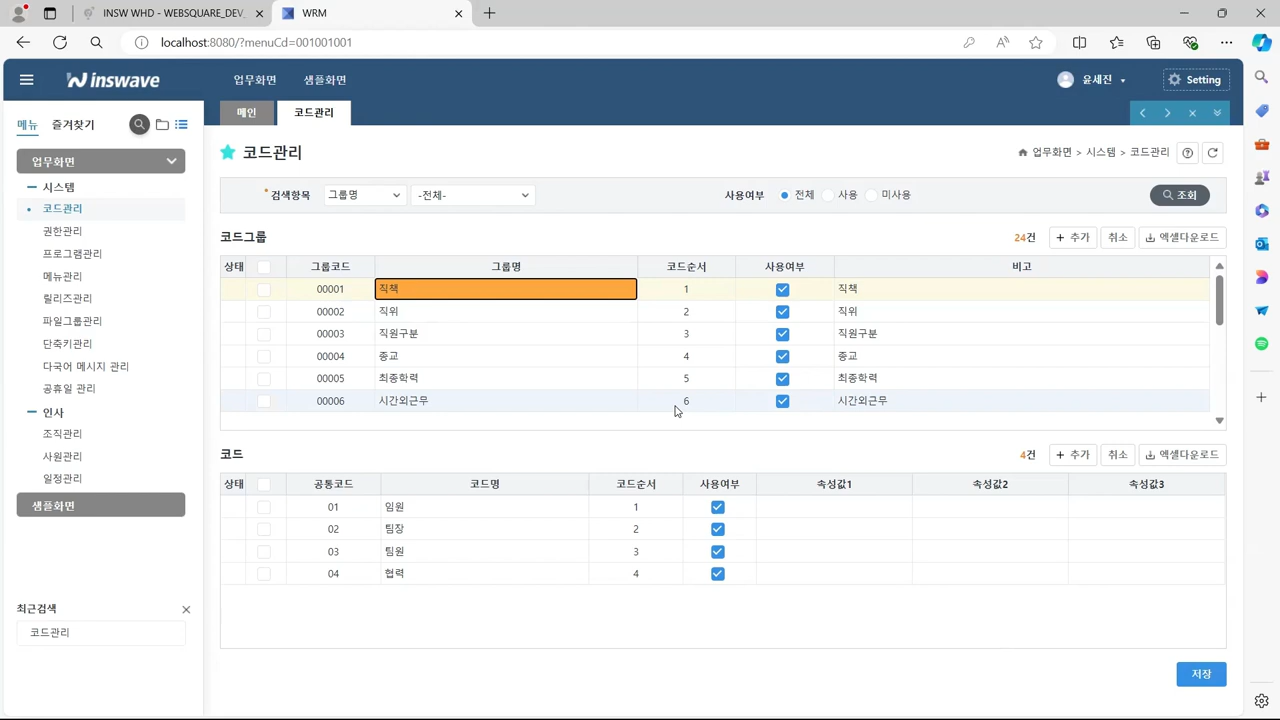 INSW WHD - WEBSQUARE_DEV_
WRM
localhost:8080/?menuCd=001001001
inswave
업무화면 샘플화면
윤세진
Setting
메뉴 즐겨찾기
메인 코드관리
업무화면
시스템
코드관리
권한관리
프로그램관리
메뉴관리
릴리즈관리
파일그룹관리
단축키관리
다국어 메시지 관리
공휴일 관리
인사
조직관리
사원관리
일정관리
샘플화면
최근검색
코드관리
코드관리
업무화면 > 시스템 > 코드관리
검색항목 그룹명 -전체- 사용여부 전체 사용 미사용 조회
코드그룹 24건 추가 취소 엑셀다운로드
상태 그룹코드 그룹명 코드순서 사용여부 비고
00001 직책 1 직책
00002 직위 2 직위
00003 직원구분 3 직원구분
00004 종교 4 종교
00005 최종학력 5 최종학력
00006 시간외근무 6 시간외근무
코드 4건 추가 취소 엑셀다운로드
상태 공통코드 코드명 코드순서 사용여부 속성값1 속성값2 속성값3
01 임원 1
02 팀장 2
03 팀원 3
04 협력 4
저장